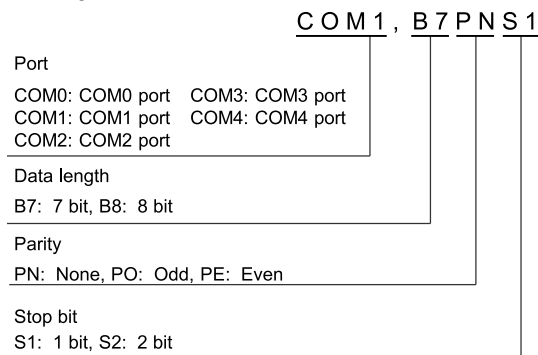 COM1, B7PNS1
Port
COM0: COM0 port COM3: COM3 port
COM1: COM1 port COM4: COM4 port
COM2: COM2 port
Data length
B7: 7 bit, B8: 8 bit
Parity
PN: None, PO: Odd, PE: Even
Stop bit
S1: 1 bit, S2: 2 bit